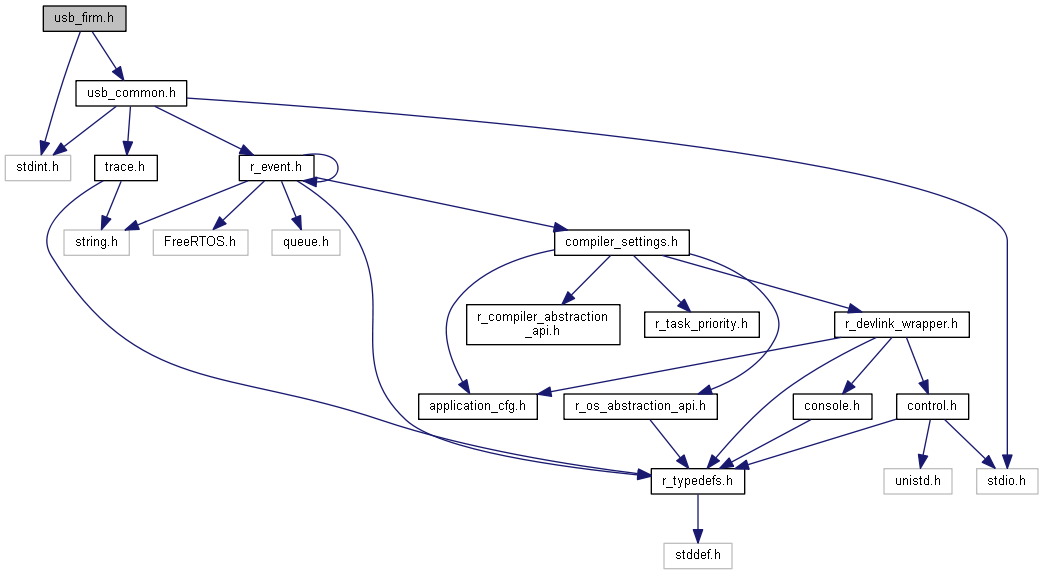 usb_firm.h
usb_common.h
stdint.h
trace.h
r_event.h
string.h
FreeRTOS.h
queue.h
compiler_settings.h
r_compiler_abstraction
_api.h
r_task_priority.h
r_devlink_wrapper.h
application_cfg.h
r_os_abstraction_api.h
console.h
control.h
r_typedefs.h
unistd.h
stdio.h
stddef.h